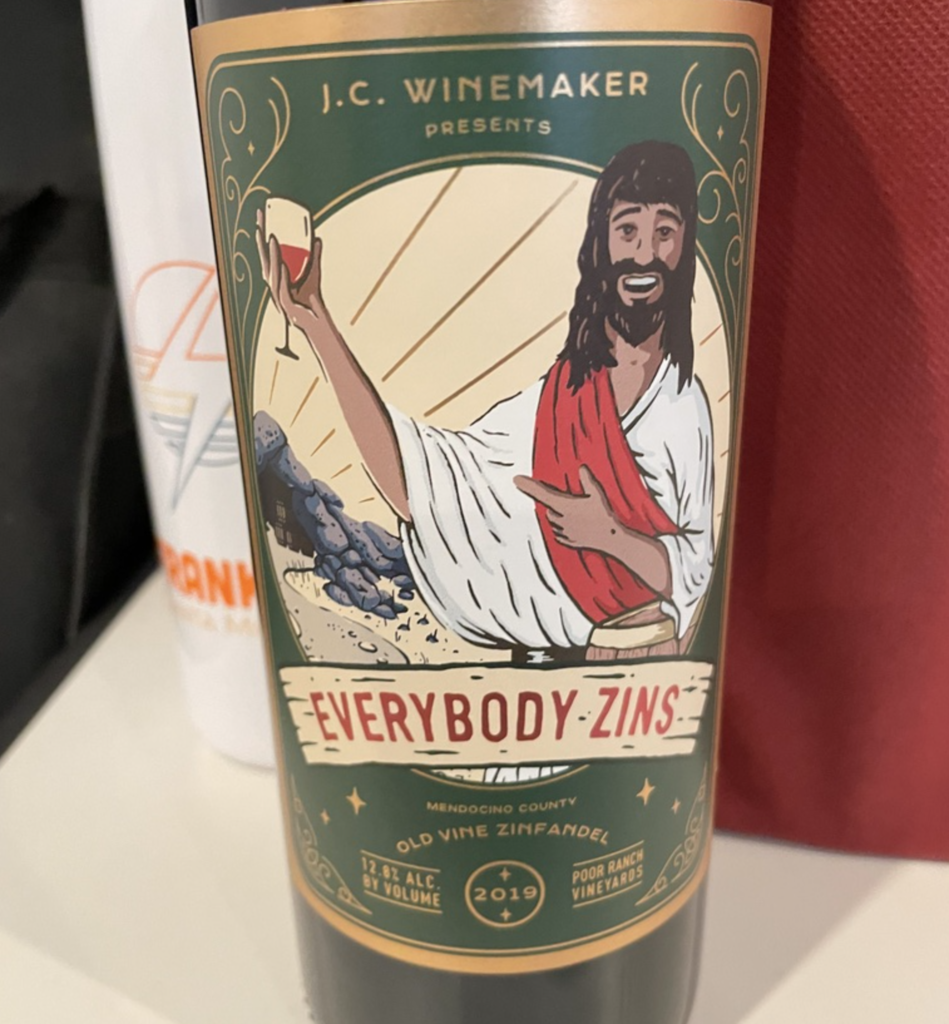 J.C. WINEMAKER
PRESENTS
EVERYBODY ZINS
MENDOCINO COUNTY
OLD VINE ZINFANDEL
12.8% ALC.
BY VOLUME
2019
POOR RANCH
VINEYARDS